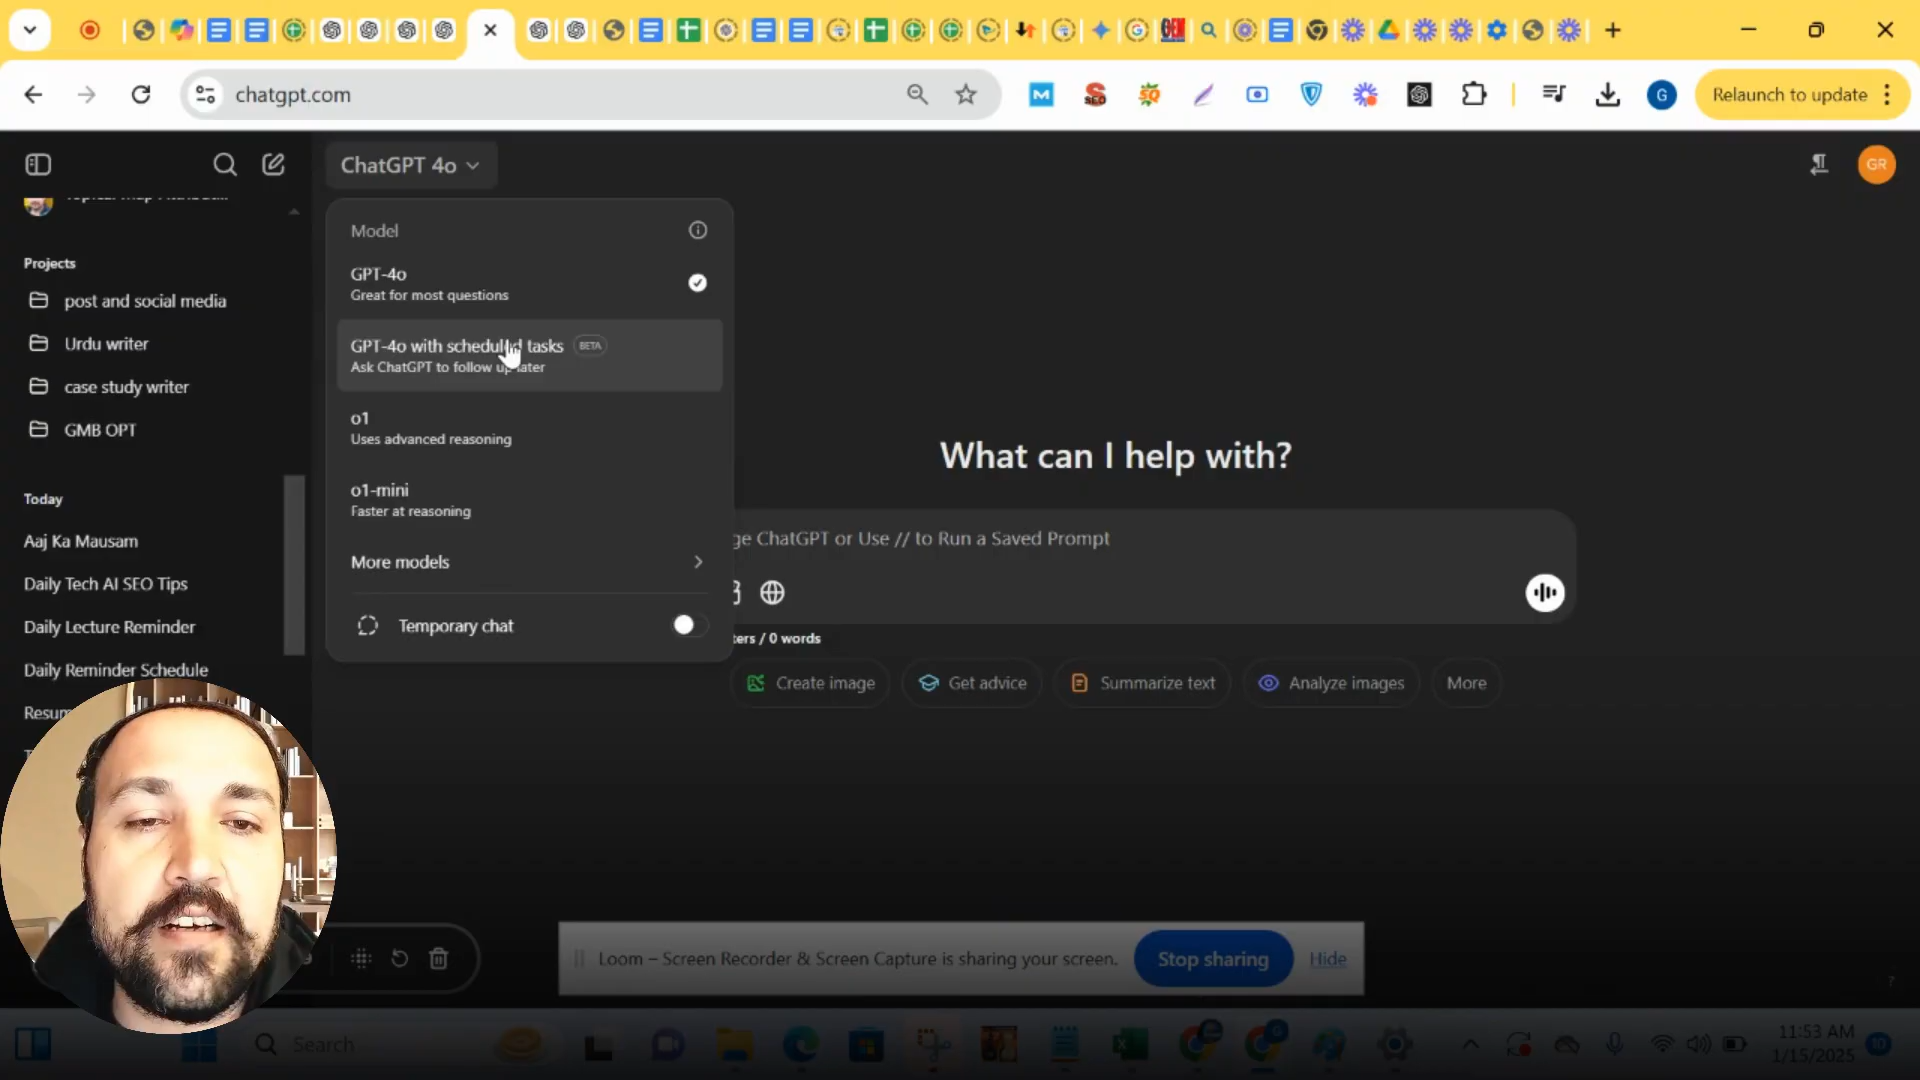 chatgpt.com
Relaunch to update
ChatGPT 4o
GR
Projects
post and social media
Urdu writer
case study writer
GMB OPT
Today
Aaj Ka Mausam
Daily Tech AI SEO Tips
Daily Lecture Reminder
Daily Reminder Schedule
Resum
Model
GPT-4o
Great for most questions
GPT-4o with scheduled tasks BETA
Ask ChatGPT to follow up later
o1
Uses advanced reasoning
o1-mini
Faster at reasoning
More models
Temporary chat
What can I help with?
ge ChatGPT or Use // to Run a Saved Prompt
ters / 0 words
Create image
Get advice
Summarize text
Analyze images
More
Loom – Screen Recorder & Screen Capture is sharing your screen.
Stop sharing
Hide
Search
11:53 AM
1/15/2025